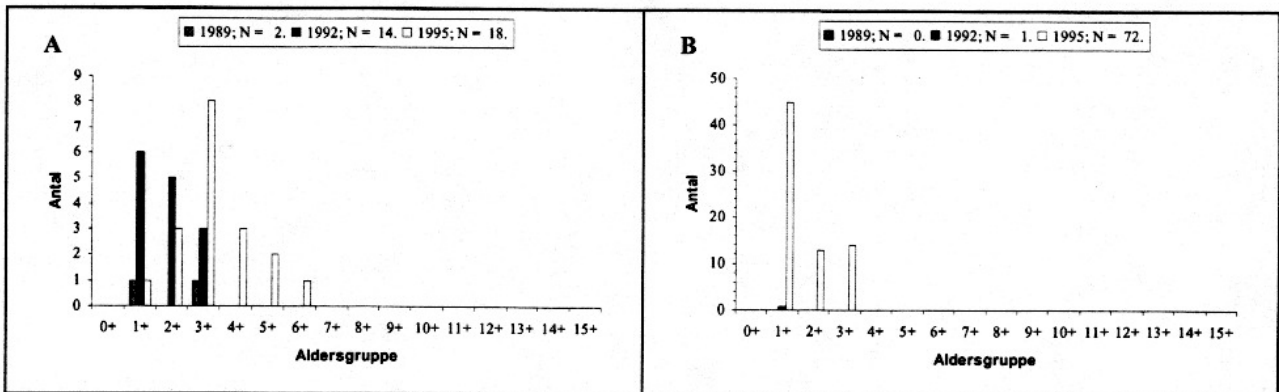 A
1989; N = 2. 1992; N = 14. 1995; N = 18.
9
8
7
6
5
4
3
2
1
0
Antal
0+ 1+ 2+ 3+ 4+ 5+ 6+ 7+ 8+ 9+ 10+ 11+ 12+ 13+ 14+ 15+
Aldersgruppe
B
1989; N = 0. 1992; N = 1. 1995; N = 72.
50
40
30
20
10
0
Antal
0+ 1+ 2+ 3+ 4+ 5+ 6+ 7+ 8+ 9+ 10+ 11+ 12+ 13+ 14+ 15+
Aldersgruppe